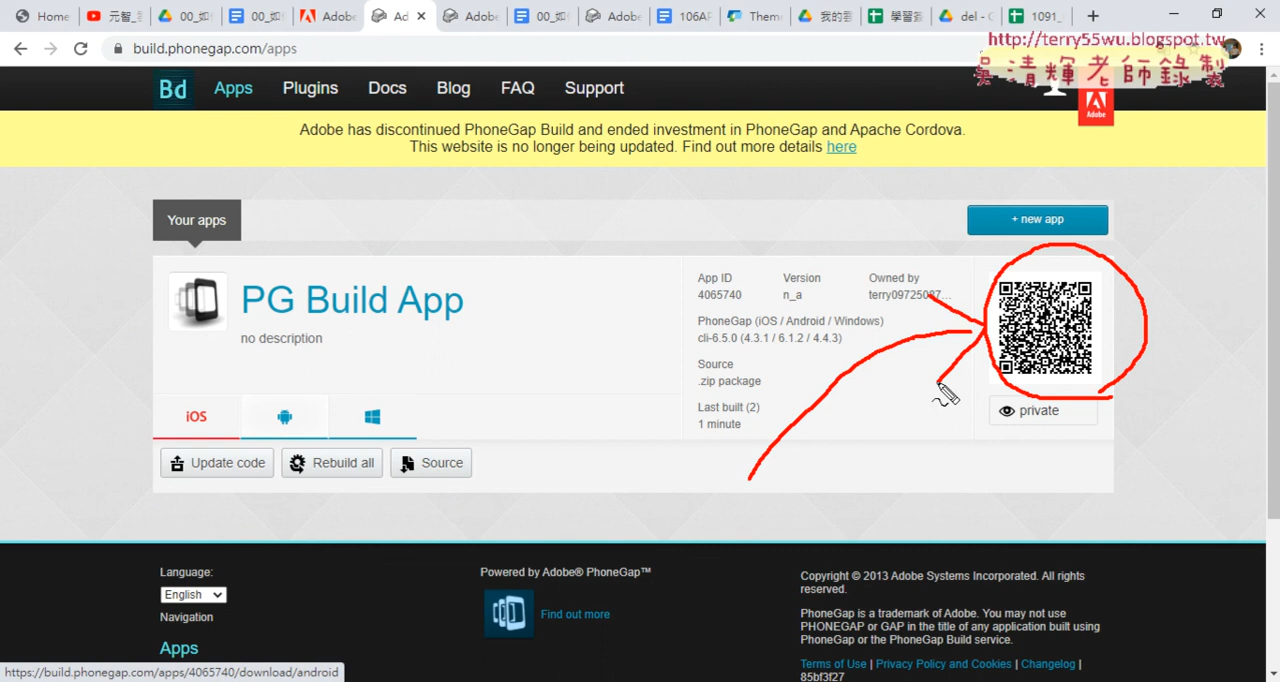 Home
元智_
00_如
00_如
Adobe
Ad
Adobe
00_如
Adobe
106AF
Them
我的雲
學習簽
del - C
1091_
build.phonegap.com/apps
http://terry55wu.blogspot.tw
吳清輝老師錄製
Bd Apps Plugins Docs Blog FAQ Support
Adobe
Adobe has discontinued PhoneGap Build and ended investment in PhoneGap and Apache Cordova.
This website is no longer being updated. Find out more details here
Your apps
+ new app
PG Build App
no description
App ID Version Owned by
4065740 n_a terry09725087...
PhoneGap (iOS / Android / Windows)
cli-6.5.0 (4.3.1 / 6.1.2 / 4.4.3)
Source
.zip package
Last built (2)
1 minute
private
iOS
Update code Rebuild all Source
Language:
English
Navigation
Apps
Powered by Adobe® PhoneGap™
Find out more
Copyright © 2013 Adobe Systems Incorporated. All rights
reserved.
PhoneGap is a trademark of Adobe. You may not use
PHONEGAP or GAP in the title of any application built using
PhoneGap or the PhoneGap Build service.
Terms of Use | Privacy Policy and Cookies | Changelog |
85bf3f27
https://build.phonegap.com/apps/4065740/download/android